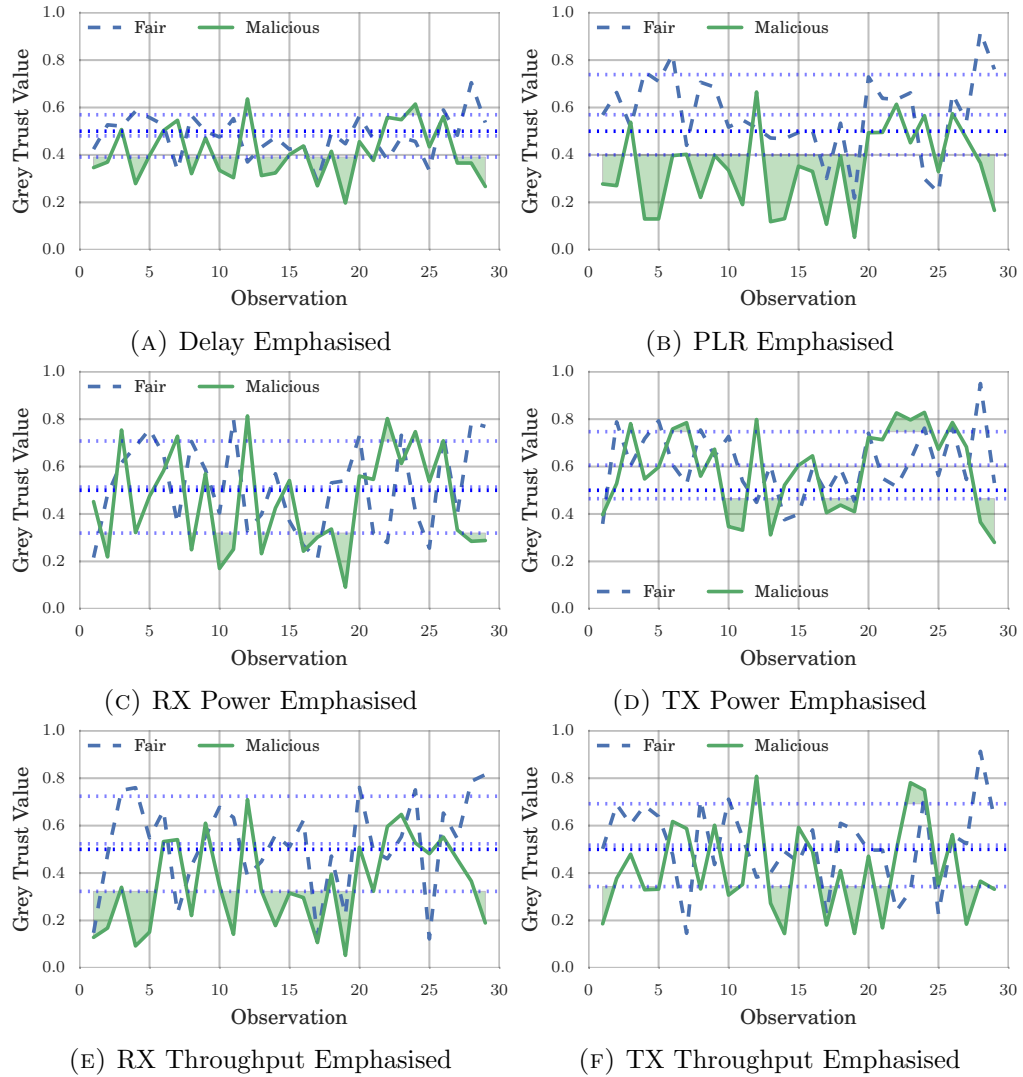 1.0
Fair Malicious
0.8
0.6
0.4
0.2
0.0
0 5 10 15 20 25 30
Grey Trust Value
Observation
(A) Delay Emphasised
1.0
Fair Malicious
0.8
0.6
0.4
0.2
0.0
0 5 10 15 20 25 30
Grey Trust Value
Observation
(B) PLR Emphasised
1.0
Fair Malicious
0.8
0.6
0.4
0.2
0.0
0 5 10 15 20 25 30
Grey Trust Value
Observation
(C) RX Power Emphasised
1.0
0.8
0.6
0.4
0.2
Fair Malicious
0.0
0 5 10 15 20 25 30
Grey Trust Value
Observation
(D) TX Power Emphasised
1.0
Fair Malicious
0.8
0.6
0.4
0.2
0.0
0 5 10 15 20 25 30
Grey Trust Value
Observation
(E) RX Throughput Emphasised
1.0
Fair Malicious
0.8
0.6
0.4
0.2
0.0
0 5 10 15 20 25 30
Grey Trust Value
Observation
(F) TX Throughput Emphasised